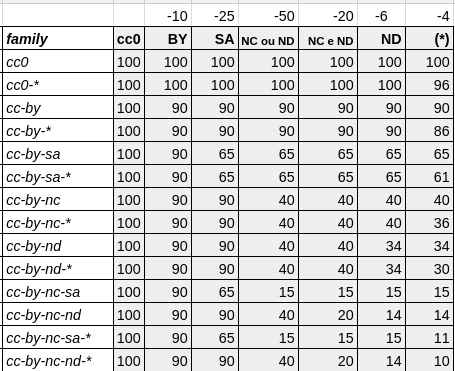 -10 -25 -50 -20 -6 -4
family cc0 BY SA NC ou ND NC e ND ND (*)
cc0 100 100 100 100 100 100 100
cc0-* 100 100 100 100 100 100 96
cc-by 100 90 90 90 90 90 90
cc-by-* 100 90 90 90 90 90 86
cc-by-sa 100 90 65 65 65 65 65
cc-by-sa-* 100 90 65 65 65 65 61
cc-by-nc 100 90 90 40 40 40 40
cc-by-nc-* 100 90 90 40 40 40 36
cc-by-nd 100 90 90 40 40 34 34
cc-by-nd-* 100 90 90 40 40 34 30
cc-by-nc-sa 100 90 65 15 15 15 15
cc-by-nc-nd 100 90 90 40 20 14 14
cc-by-nc-sa-* 100 90 65 15 15 15 11
cc-by-nc-nd-* 100 90 90 40 20 14 10